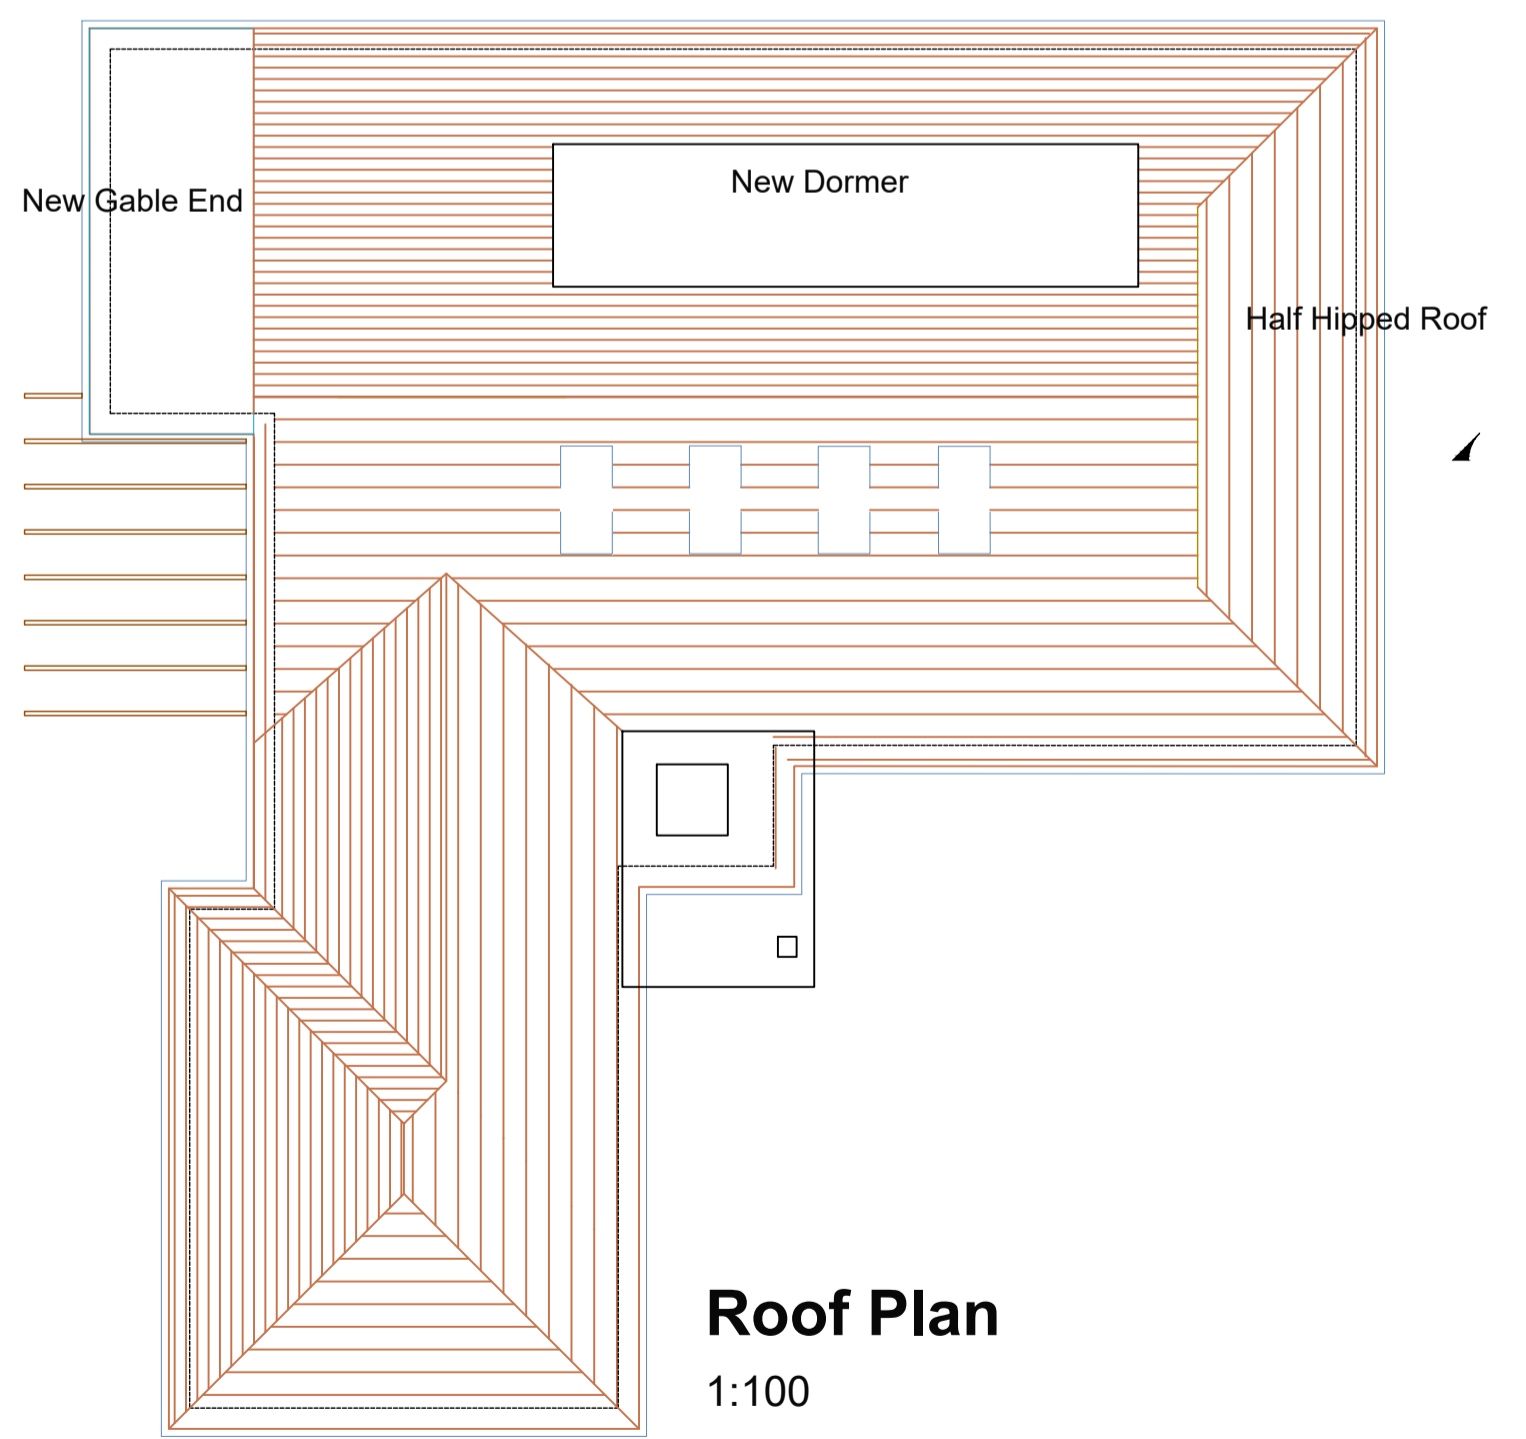 New Dormer
New Gable End
Half Hipped Roof
Roof Plan
1:100